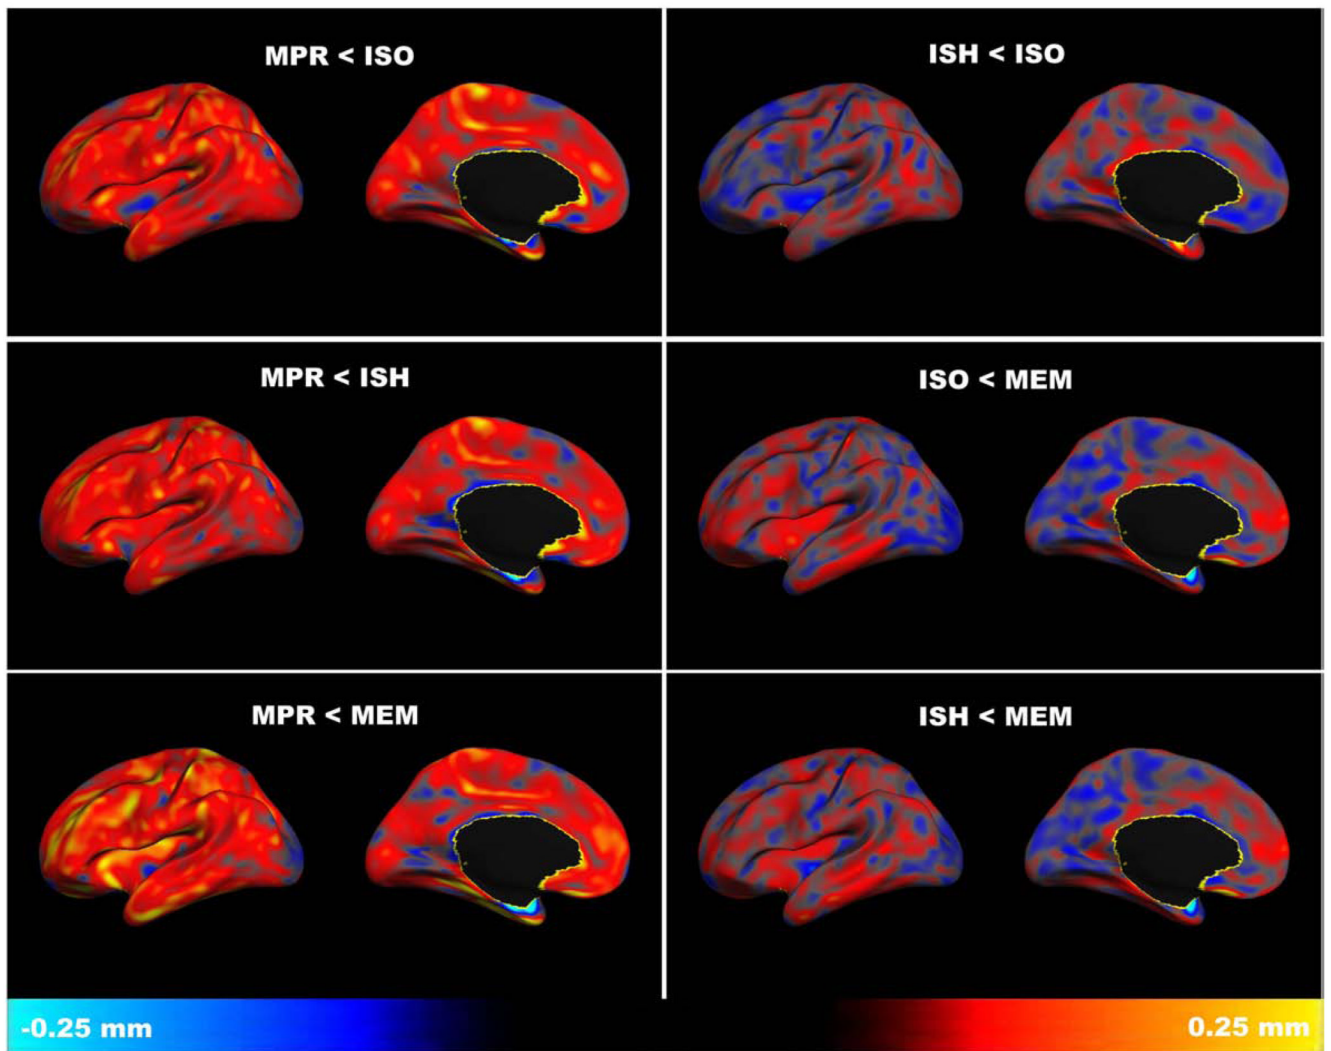 MPR < ISO
ISH < ISO
MPR < ISH
ISO < MEM
MPR < MEM
ISH < MEM
-0.25 mm
0.25 mm